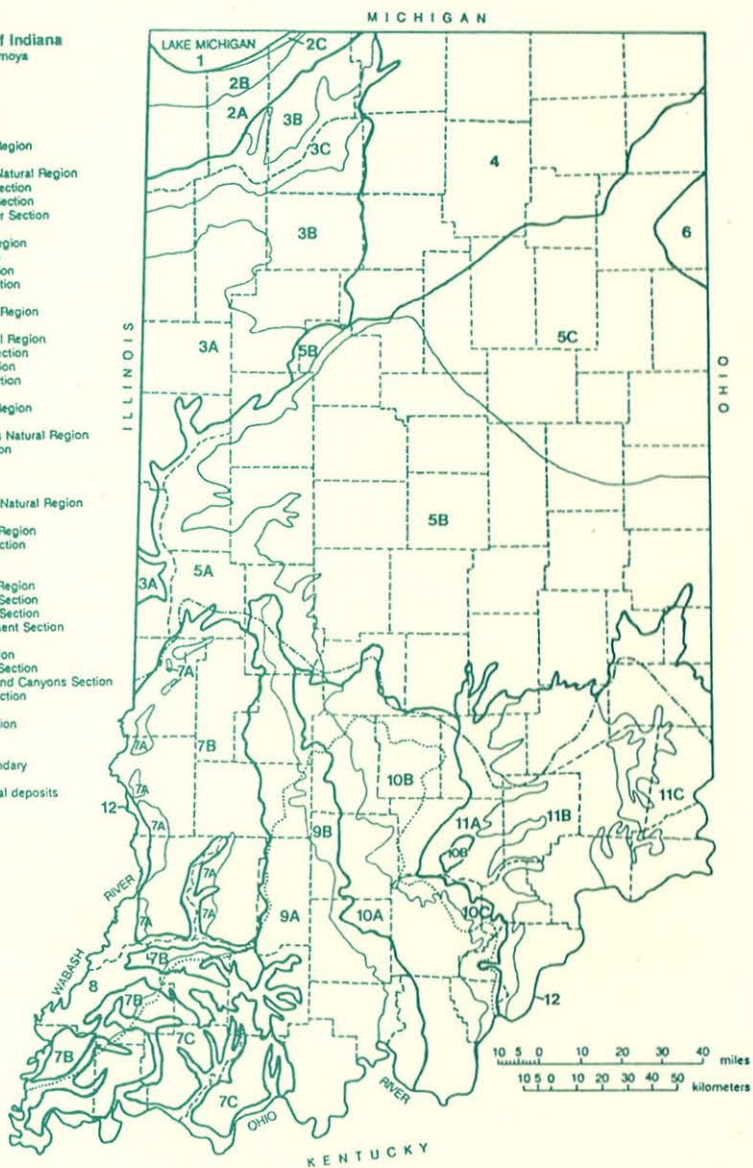 f Indiana
moya
egion
Natural Region
ection
ection
r Section
egion
on
tion
Region
l Region
ection
ion
ction
Region
s Natural Region
on
Natural Region
Region
ction
Region
Section
Section
ent Section
ion
Section
nd Canyons Section
ction
ion
ndary
al deposits
MICHIGAN
LAKE MICHIGAN
1
2C
2B
2A
3B
3C
4
3B
6
ILLINOIS
3A
5B
5C
OHIO
5B
3A
5A
7A
7A
7B
10B
7A
12
7A
9B
11A
11B
11C
10B
7A
RIVER
7A
7A
9A
10A
10C
WABASH
7B
8
7B
12
7B
7C
7C
OHIO
RIVER
KENTUCKY
10 5 0 10 20 30 40 miles
10 5 0 10 20 30 40 50 kilometers